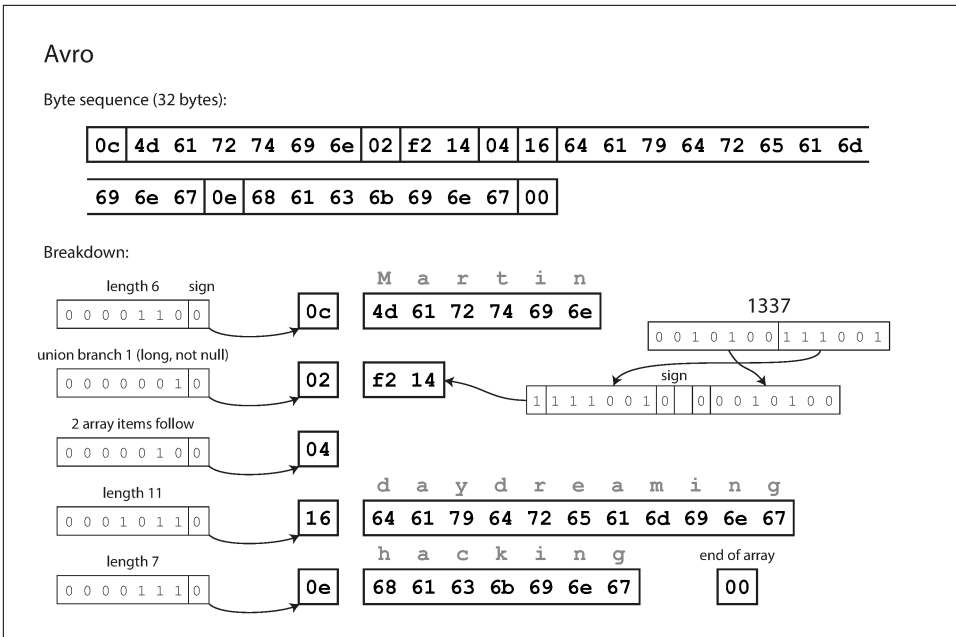 Avro
Byte sequence (32 bytes):
0c 4d 61 72 74 69 6e 02 f2 14 04 16 64 61 79 64 72 65 61 6d
69 6e 67 0e 68 61 63 6b 69 6e 67 00
Breakdown:
length 6 sign
M a r t i n
0 0 0 0 1 1 0 0
0c
4d 61 72 74 69 6e
1337
0 0 1 0 1 0 0 1 1 1 0 0 1
union branch 1 (long, not null)
0 0 0 0 0 0 1 0
02
f2 14
sign
1 1 1 1 0 0 1 0 0 0 0 1 0 1 0 0
2 array items follow
0 0 0 0 0 1 0 0
04
length 11
d a y d r e a m i n g
0 0 0 1 0 1 1 0
16
64 61 79 64 72 65 61 6d 69 6e 67
length 7
h a c k i n g
end of array
0 0 0 0 1 1 1 0
0e
68 61 63 6b 69 6e 67
00